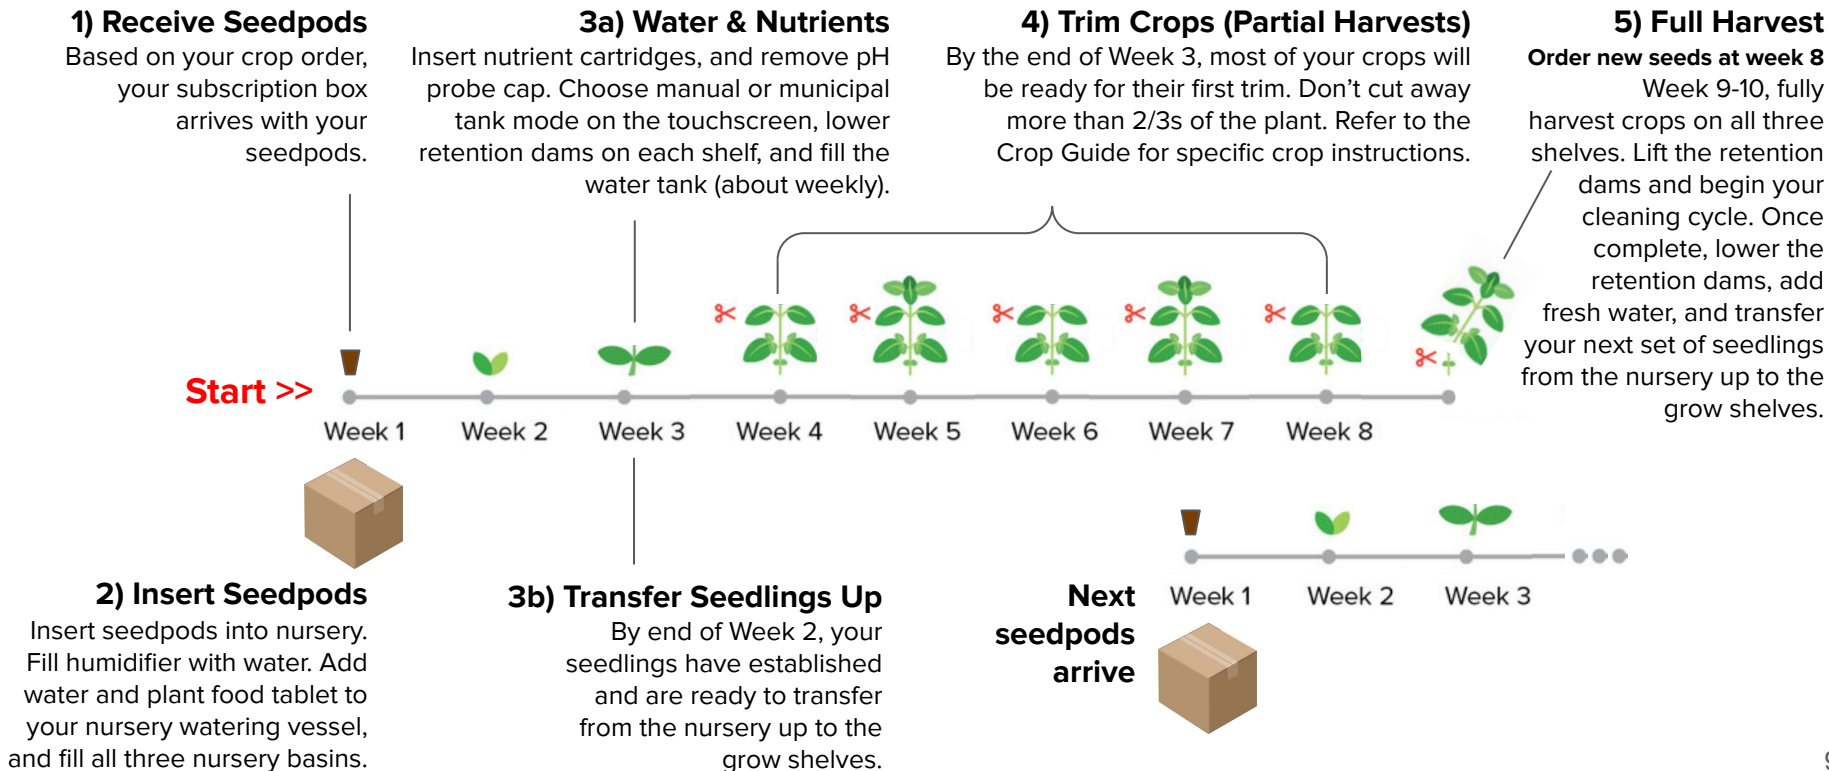 1) Receive Seedpods
Based on your crop order,
your subscription box
arrives with your
seedpods.
3a) Water & Nutrients
Insert nutrient cartridges, and remove pH
probe cap. Choose manual or municipal
tank mode on the touchscreen, lower
retention dams on each shelf, and fill the
water tank (about weekly).
4) Trim Crops (Partial Harvests)
By the end of Week 3, most of your crops will
be ready for their first trim. Don’t cut away
more than 2/3s of the plant. Refer to the
Crop Guide for specific crop instructions.
5) Full Harvest
Order new seeds at week 8
Week 9-10, fully
harvest crops on all three
shelves. Lift the retention
dams and begin your
cleaning cycle. Once
complete, lower the
retention dams, add
fresh water, and transfer
your next set of seedlings
from the nursery up to the
grow shelves.
Start >>
Week 1
Week 2
Week 3
Week 4
Week 5
Week 6
Week 7
Week 8
2) Insert Seedpods
Insert seedpods into nursery.
Fill humidifier with water. Add
water and plant food tablet to
your nursery watering vessel,
and fill all three nursery basins.
3b) Transfer Seedlings Up
By end of Week 2, your
seedlings have established
and are ready to transfer
from the nursery up to the
grow shelves.
Next
seedpods
arrive
Week 1
Week 2
Week 3